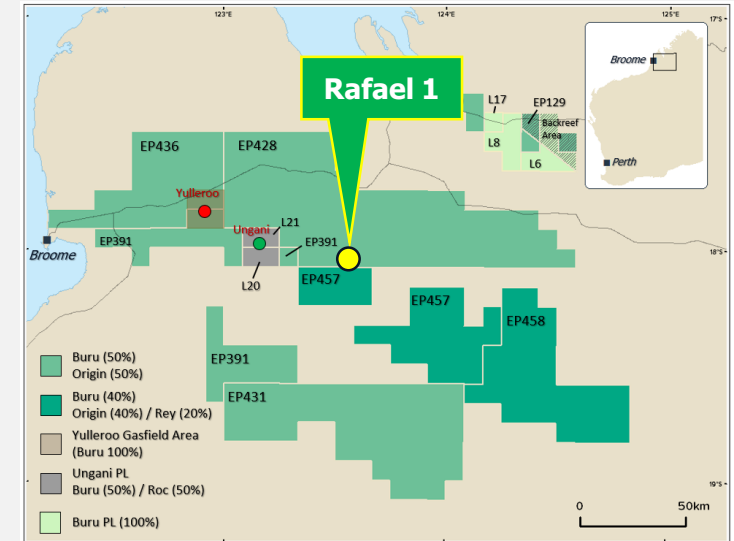 123°E
124°E
125°E
17°S
Rafael 1
Broome
Perth
L17
EP129
Backreef
Area
L8
L6
EP436
EP428
Yulleroo
Ungani
L21
EP391
EP391
L20
Broome
18°S
EP457
EP457
EP458
EP391
EP431
Buru (50%)
Origin (50%)
Buru (40%)
Origin (40%) / Rey (20%)
Yulleroo Gasfield Area
(Buru 100%)
Ungani PL
Buru (50%) / Roc (50%)
Buru PL (100%)
19°S
0
50km